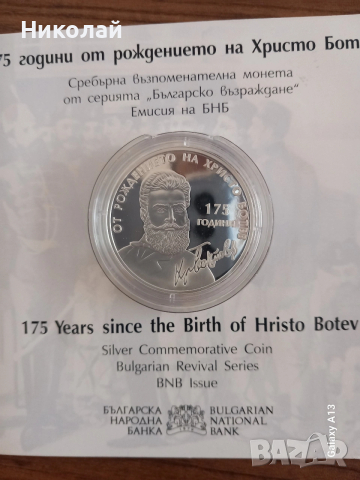 Николай
75 години от рождението на Христо Бот
Сребърна възпоменателна монета
от серията „Българско възраждане“
Емисия на БНБ
ОТ РОЖДЕНИЕТО НА ХРИСТО БОТЕВ
175
ГОДИНИ
175 Years since the Birth of Hristo Botev
Silver Commemorative Coin
Bulgarian Revival Series
BNB Issue
БЪЛГАРСКА
НАРОДНА
БАНКА
BULGARIAN
NATIONAL
BANK
Galaxy A13
BAZAR